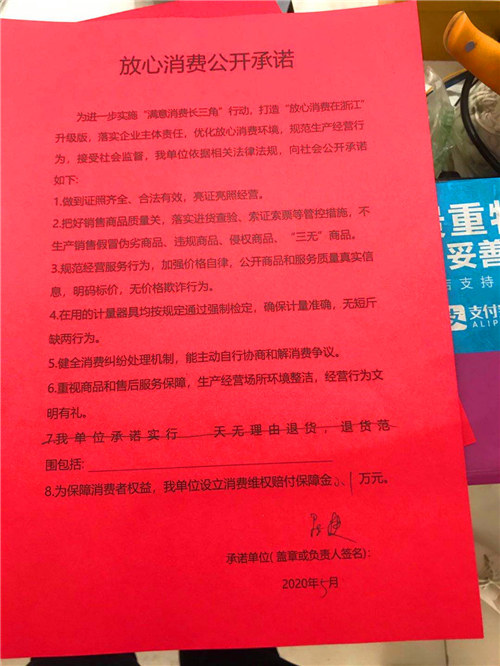 放心消费公开承诺
为进一步实施“满意消费长三角”行动，打造“放心消费在浙江”
升级版，落实企业主体责任，优化放心消费环境，规范生产经营行
为，接受社会监督，我单位依据相关法律法规，向社会公开承诺
如下：
1.做到证照齐全、合法有效，亮证亮照经营。
2.把好销售商品质量关，落实进货查验、索证索票等管控措施，不
生产销售假冒伪劣商品、违规商品、侵权商品、“三无”商品。
3.规范经营服务行为，加强价格自律，公开商品和服务质量真实信
息，明码标价，无价格欺诈行为。
4.在用的计量器具均按规定通过强制检定，确保计量准确，无短斤
缺两行为。
5.健全消费纠纷处理机制，能主动自行协商和解消费争议。
6.重视商品和售后服务保障，生产经营场所环境整洁，经营行为文
明有礼。
7.我单位承诺实行 天无理由退货，退货范
围包括:
8.为保障消费者权益，我单位设立消费维权赔付保障金0.1万元。
承诺单位(盖章或负责人签名):
2020年5月
贵重物
妥善
支持
支付
ALIP